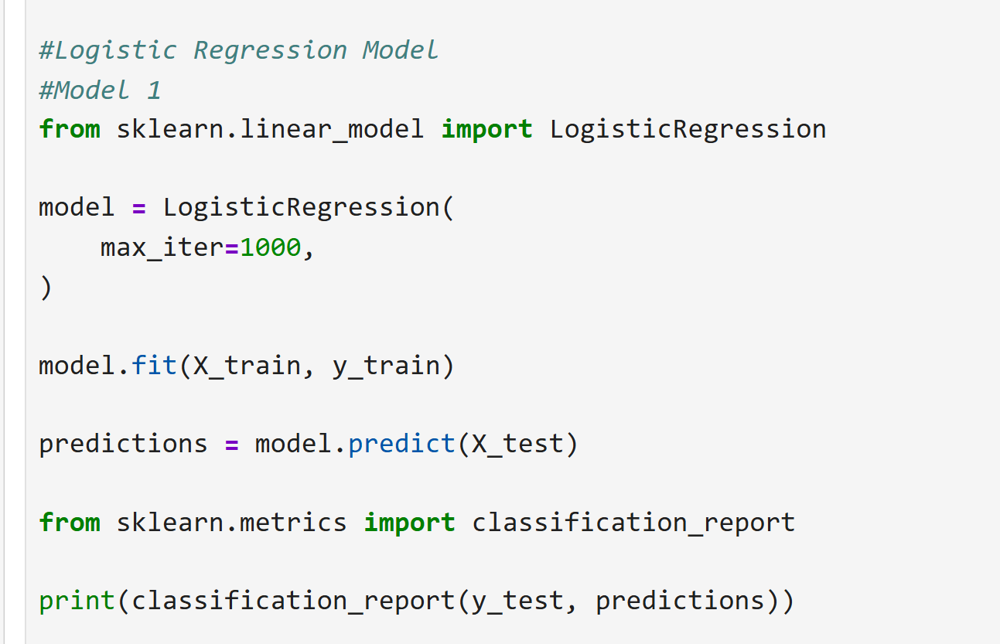 #Logistic Regression Model
#Model 1
from sklearn.linear_model import LogisticRegression
model = LogisticRegression(
    max_iter=1000,
)
model.fit(X_train, y_train)
predictions = model.predict(X_test)
from sklearn.metrics import classification_report
print(classification_report(y_test, predictions))